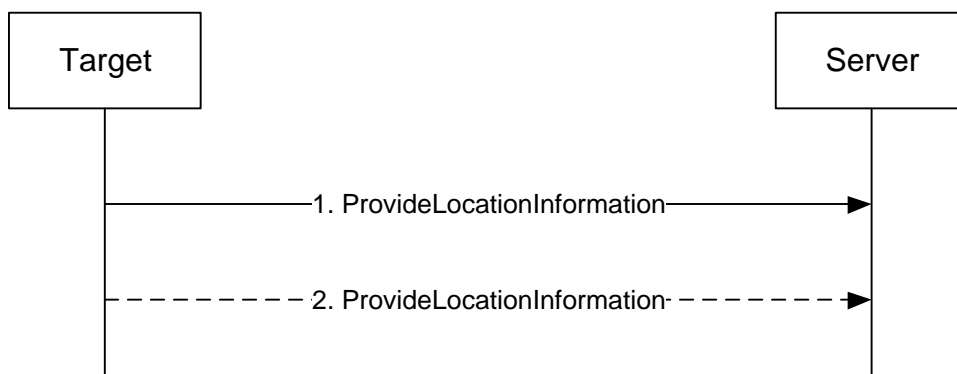 Target
Server
1. ProvideLocationInformation
2. ProvideLocationInformation